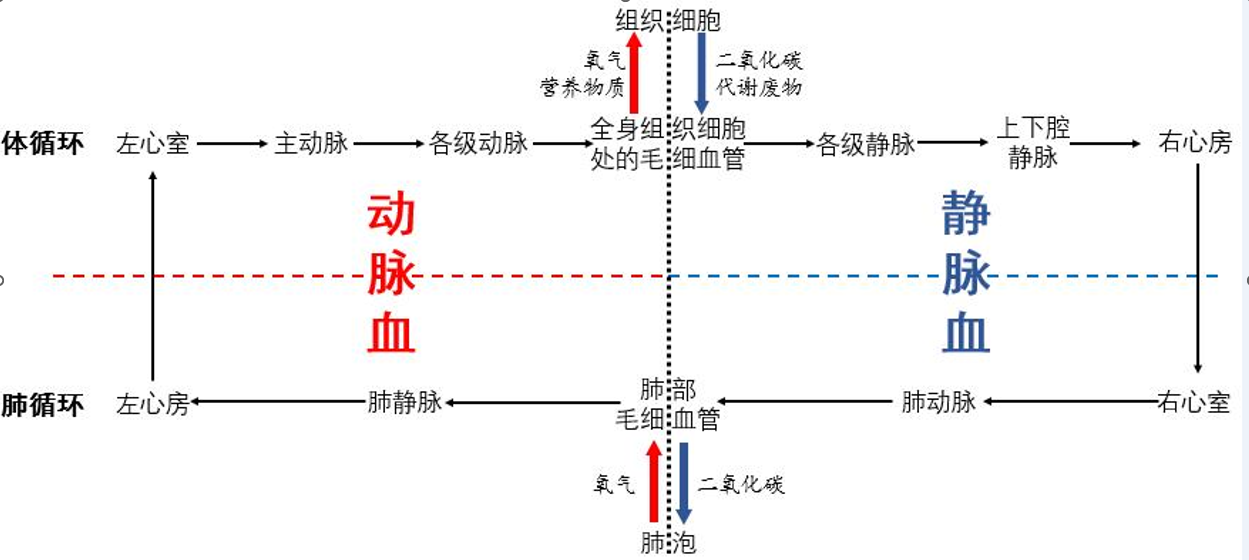 组织细胞
氧气
营养物质
二氧化碳
代谢废物
体循环
左心室
主动脉
各级动脉
全身组织细胞
处的毛细血管
各级静脉
上下腔
静脉
右心房
动
脉
血
静
脉
血
肺循环
左心房
肺静脉
肺部
毛细血管
肺动脉
右心室
氧气
二氧化碳
肺泡